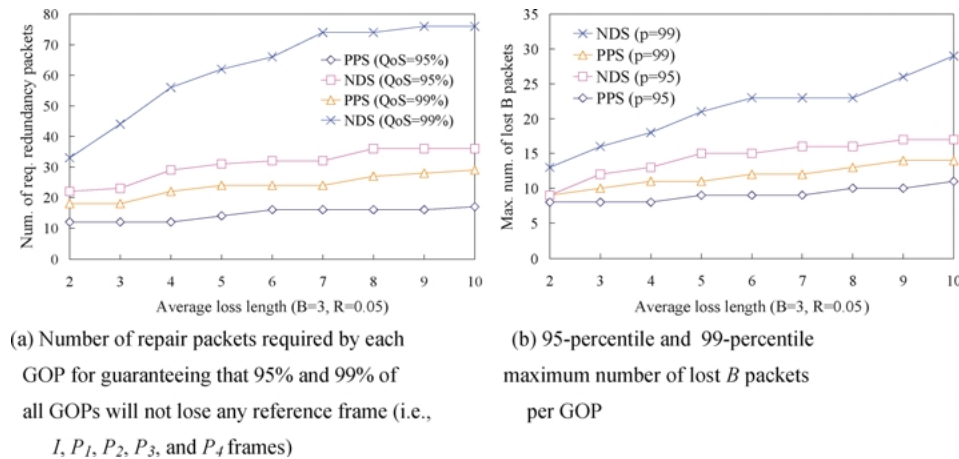 Num. of req. redundancy packets
80
70
60
50
40
30
20
10
0
PPS (QoS=95%)
NDS (QoS=95%)
PPS (QoS=99%)
NDS (QoS=99%)
2 3 4 5 6 7 8 9 10
Average loss length (B=3, R=0.05)
(a) Number of repair packets required by each
GOP for guaranteeing that 95% and 99% of
all GOPs will not lose any reference frame (i.e.,
I, P1, P2, P3, and P4 frames)
Max. num. of lost B packets
35
30
25
20
15
10
5
0
NDS (p=99)
PPS (p=99)
NDS (p=95)
PPS (p=95)
2 3 4 5 6 7 8 9 10
Average loss length (B=3, R=0.05)
(b) 95-percentile and 99-percentile
maximum number of lost B packets
per GOP